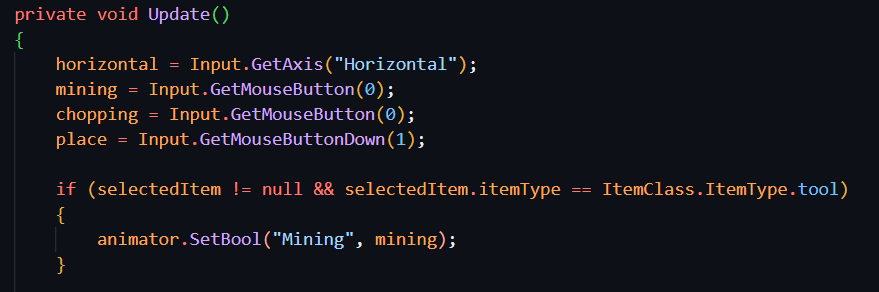 private void Update()
{
horizontal = Input.GetAxis("Horizontal");
mining = Input.GetMouseButton(0);
chopping = Input.GetMouseButton(0);
place = Input.GetMouseButtonDown(1);
if (selectedItem != null && selectedItem.itemType == ItemClass.ItemType.tool)
{
animator.SetBool("Mining", mining);
}